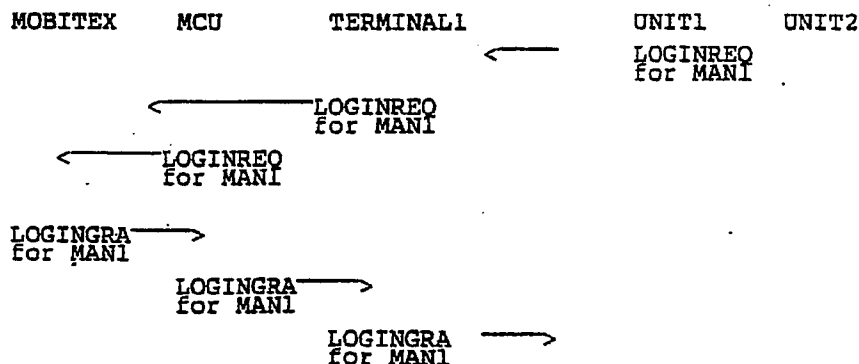 MOBITEX MCU TERMINAL1 UNIT1 UNIT2
LOGINREQ
for MAN1
LOGINREQ
for MAN1
LOGINREQ
for MAN1
LOGINGRA
for MAN1
LOGINGRA
for MAN1
LOGINGRA
for MAN1